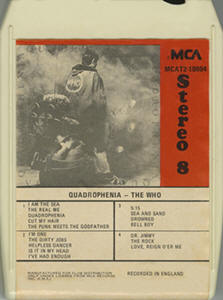 MCA
MCAT2-10004
Stereo 8
QUADROPHENIA - THE WHO
1 I AM THE SEA
THE REAL ME
QUADROPHENIA
CUT MY HAIR
THE PUNK MEETS THE GODFATHER
2 I'M ONE
THE DIRTY JOBS
HELPLESS DANCER
IS IT IN MY HEAD
I'VE HAD ENOUGH
3 5:15
SEA AND SAND
DROWNED
BELL BOY
4 DR. JIMMY
THE ROCK
LOVE, REIGN O'ER ME
RECORDED IN ENGLAND